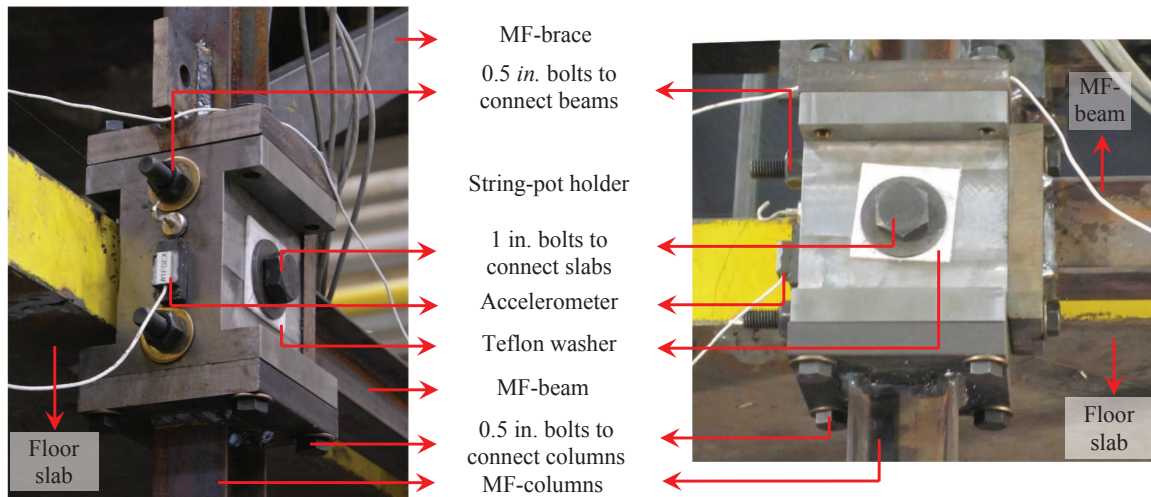 MF-brace
0.5 in. bolts to
connect beams
MF-
beam
String-pot holder
1 in. bolts to
connect slabs
Accelerometer
Teflon washer
MF-beam
Floor
slab
0.5 in. bolts to
connect columns
MF-columns
Floor
slab